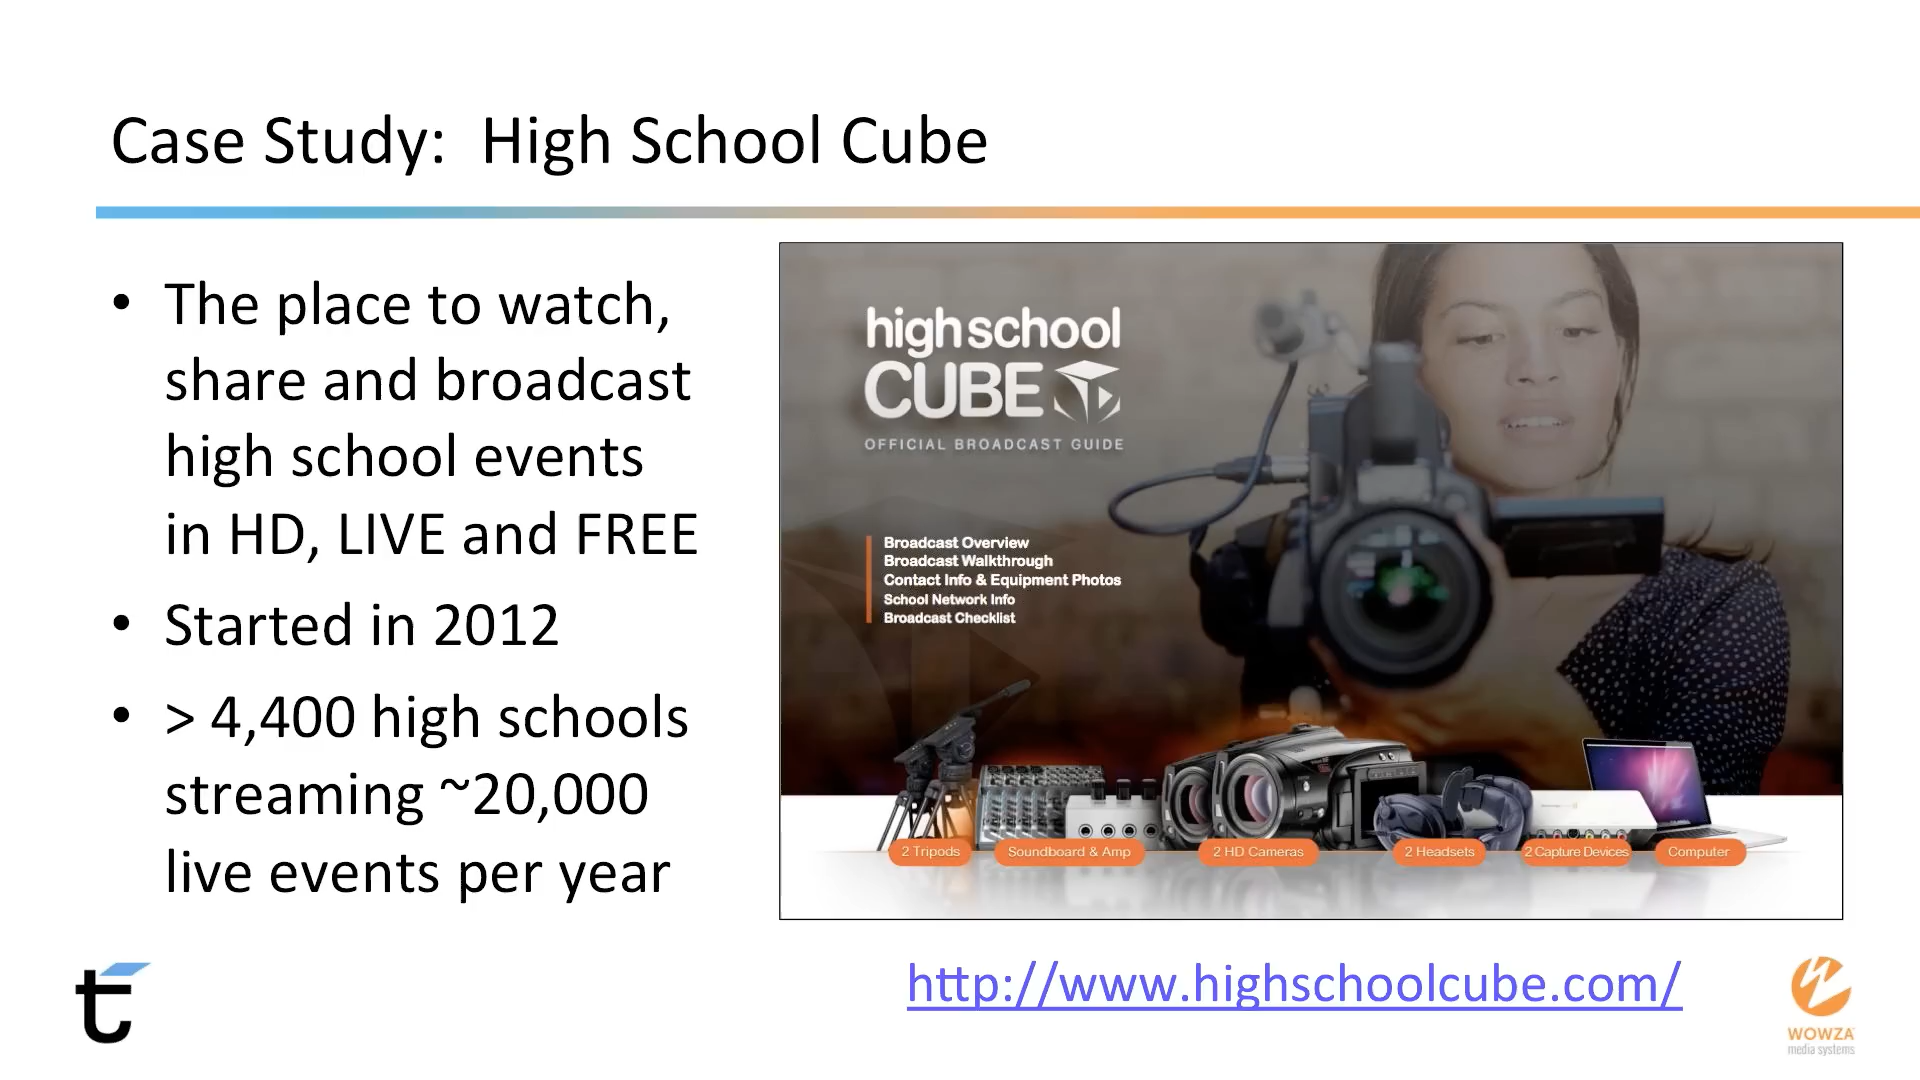 Case Study:  High School Cube
• The place to watch,
share and broadcast
high school events
in HD, LIVE and FREE
• Started in 2012
• > 4,400 high schools
streaming ~20,000
live events per year
high school
CUBE
OFFICIAL BROADCAST GUIDE
Broadcast Overview
Broadcast Walkthrough
Contact Info & Equipment Photos
School Network Info
Broadcast Checklist
2 Tripods
Soundboard & Amp
2 HD Cameras
2 Headsets
2 Capture Devices
Computer
http://www.highschoolcube.com/
t
WOWZA
media systems